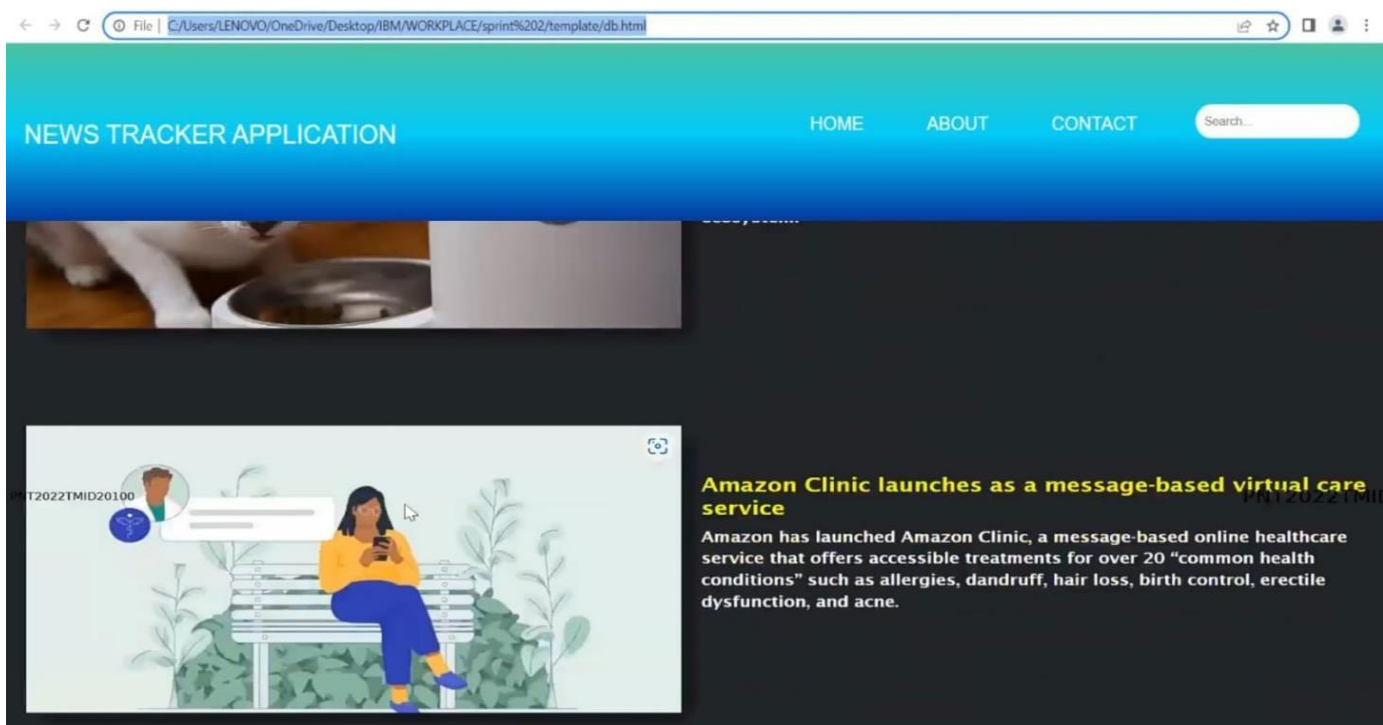 File | C:/Users/LENOVO/OneDrive/Desktop/IBM/WORKPLACE/sprint%202/template/db.html
NEWS TRACKER APPLICATION
HOME ABOUT CONTACT Search...
PNT2022TMID20100
Amazon Clinic launches as a message-based virtual care
service
PNT2022TMI
Amazon has launched Amazon Clinic, a message-based online healthcare
service that offers accessible treatments for over 20 “common health
conditions” such as allergies, dandruff, hair loss, birth control, erectile
dysfunction, and acne.